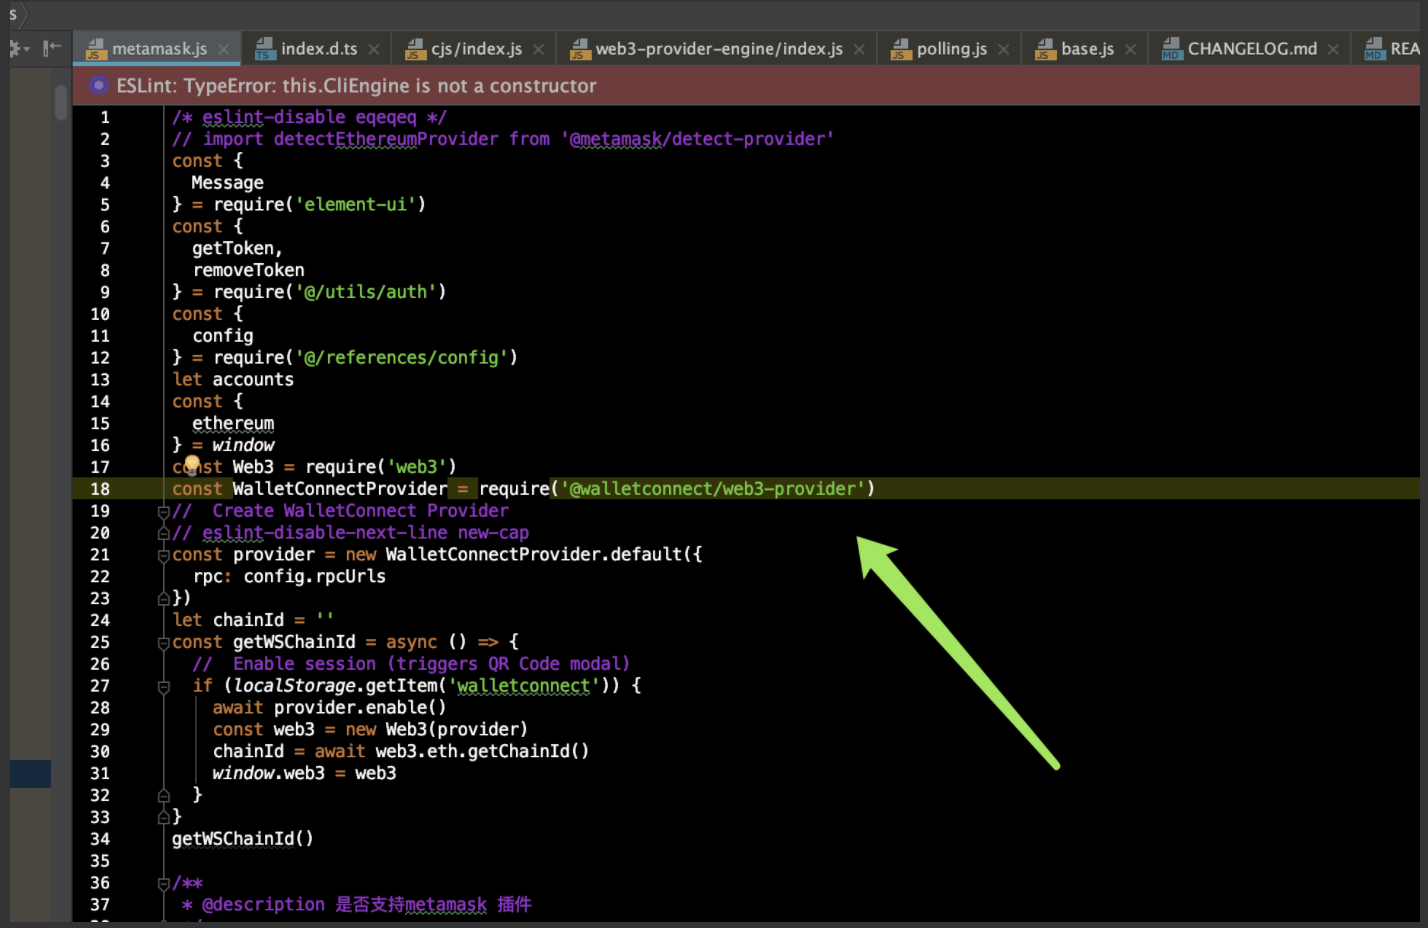 s
metamask.js
index.d.ts
cjs/index.js
web3-provider-engine/index.js
polling.js
base.js
CHANGELOG.md
REA
ESLint: TypeError: this.CliEngine is not a constructor
1 /* eslint-disable eqeqeq */
2 // import detectEthereumProvider from '@metamask/detect-provider'
3 const {
4 Message
5 } = require('element-ui')
6 const {
7 getToken,
8 removeToken
9 } = require('@/utils/auth')
10 const {
11 config
12 } = require('@/references/config')
13 let accounts
14 const {
15 ethereum
16 } = window
17 const Web3 = require('web3')
18 const WalletConnectProvider = require('@walletconnect/web3-provider')
19 //  Create WalletConnect Provider
20 // eslint-disable-next-line new-cap
21 const provider = new WalletConnectProvider.default({
22 rpc: config.rpcUrls
23 })
24 let chainId = ''
25 const getWSChainId = async () => {
26 //  Enable session (triggers QR Code modal)
27 if (localStorage.getItem('walletconnect')) {
28 await provider.enable()
29 const web3 = new Web3(provider)
30 chainId = await web3.eth.getChainId()
31 window.web3 = web3
32 }
33 }
34 getWSChainId()
35
36 /**
37 * @description 是否支持metamask 插件